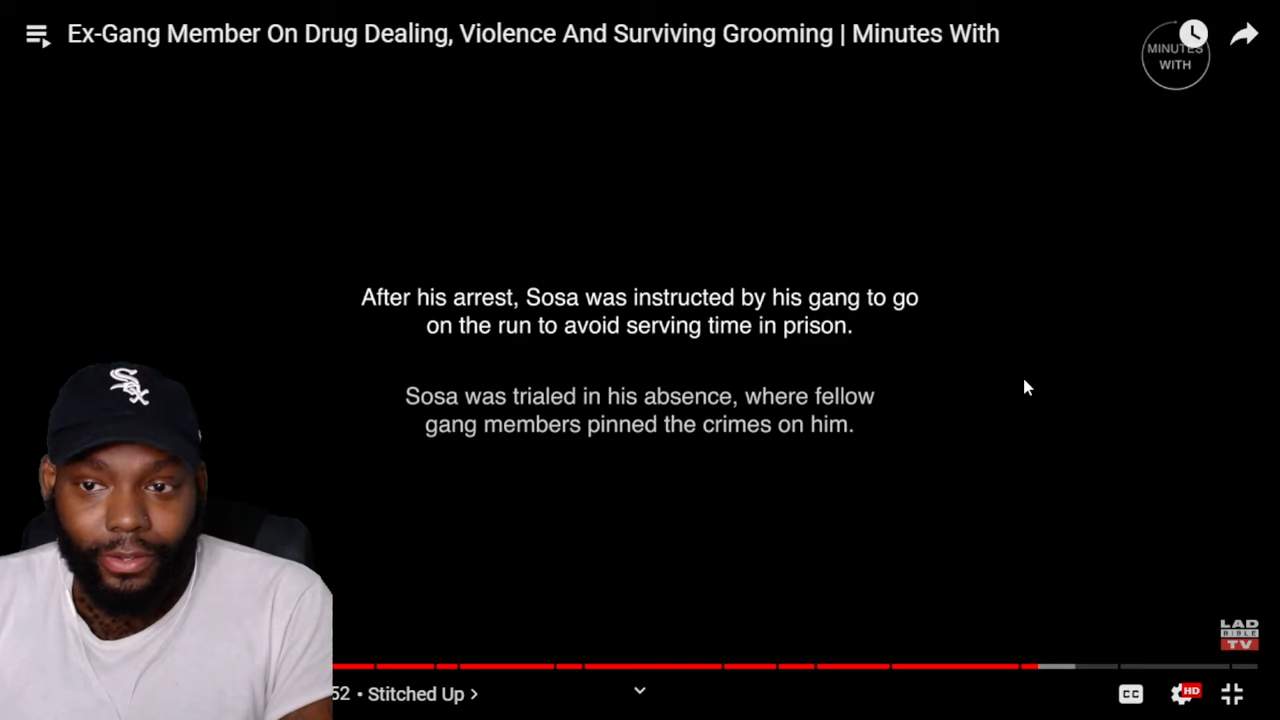 Ex-Gang Member On Drug Dealing, Violence And Surviving Grooming | Minutes With
MINUTES
WITH
After his arrest, Sosa was instructed by his gang to go
on the run to avoid serving time in prison.
Sosa was trialed in his absence, where fellow
gang members pinned the crimes on him.
Sox
LAD
BIBLE
TV
52 • Stitched Up >
CC
HD